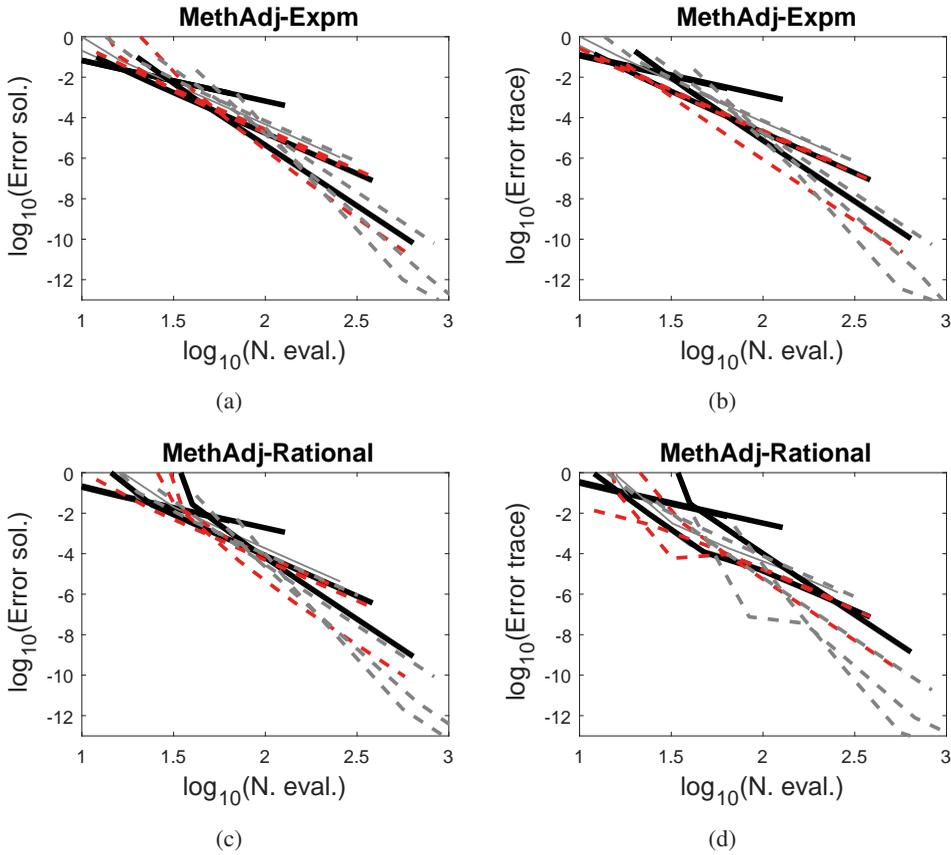 MethAdj-Expm
MethAdj-Expm
log10(Error sol.)
0
-2
-4
-6
-8
-10
-12
1 1.5 2 2.5 3
log10(N. eval.)
(a)
log10(Error trace)
0
-2
-4
-6
-8
-10
-12
1 1.5 2 2.5 3
log10(N. eval.)
(b)
MethAdj-Rational
MethAdj-Rational
log10(Error sol.)
0
-2
-4
-6
-8
-10
-12
1 1.5 2 2.5 3
log10(N. eval.)
(c)
log10(Error trace)
0
-2
-4
-6
-8
-10
-12
1 1.5 2 2.5 3
log10(N. eval.)
(d)